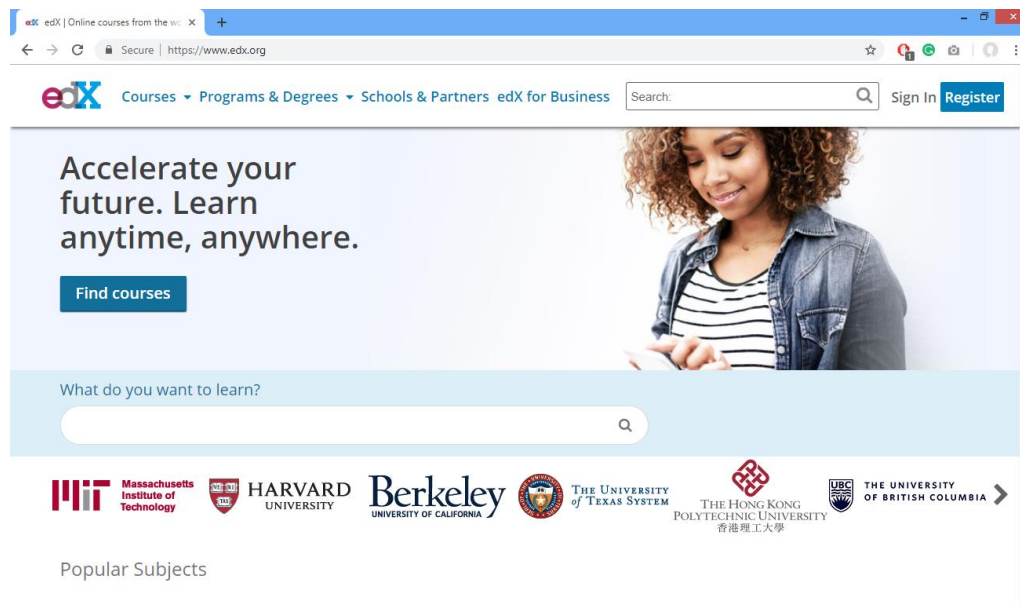 edX | Online courses from the wo
Secure | https://www.edx.org
1
edX Courses Programs & Degrees Schools & Partners edX for Business Search: Sign In Register
Accelerate your
future. Learn
anytime, anywhere.
Find courses
What do you want to learn?
Massachusetts
Institute of
Technology
HARVARD
UNIVERSITY
Berkeley
UNIVERSITY OF CALIFORNIA
THE UNIVERSITY
of TEXAS SYSTEM
THE HONG KONG
POLYTECHNIC UNIVERSITY
香港理工大學
UBC
THE UNIVERSITY
OF BRITISH COLUMBIA
Popular Subjects